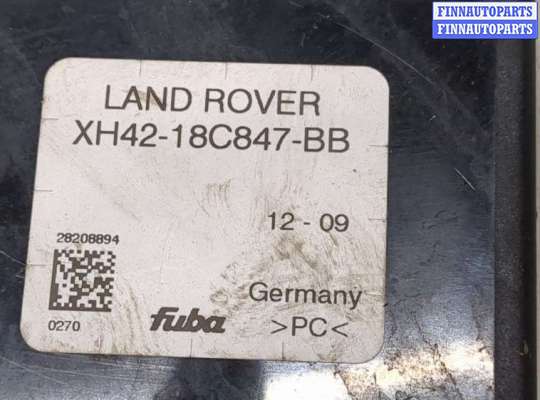 FINNAUTOPARTS
FINNAUTOPARTS
LAND ROVER
XH42-18C847-BB
12 - 09
28208894
Germany
0270
fuba
>PC<